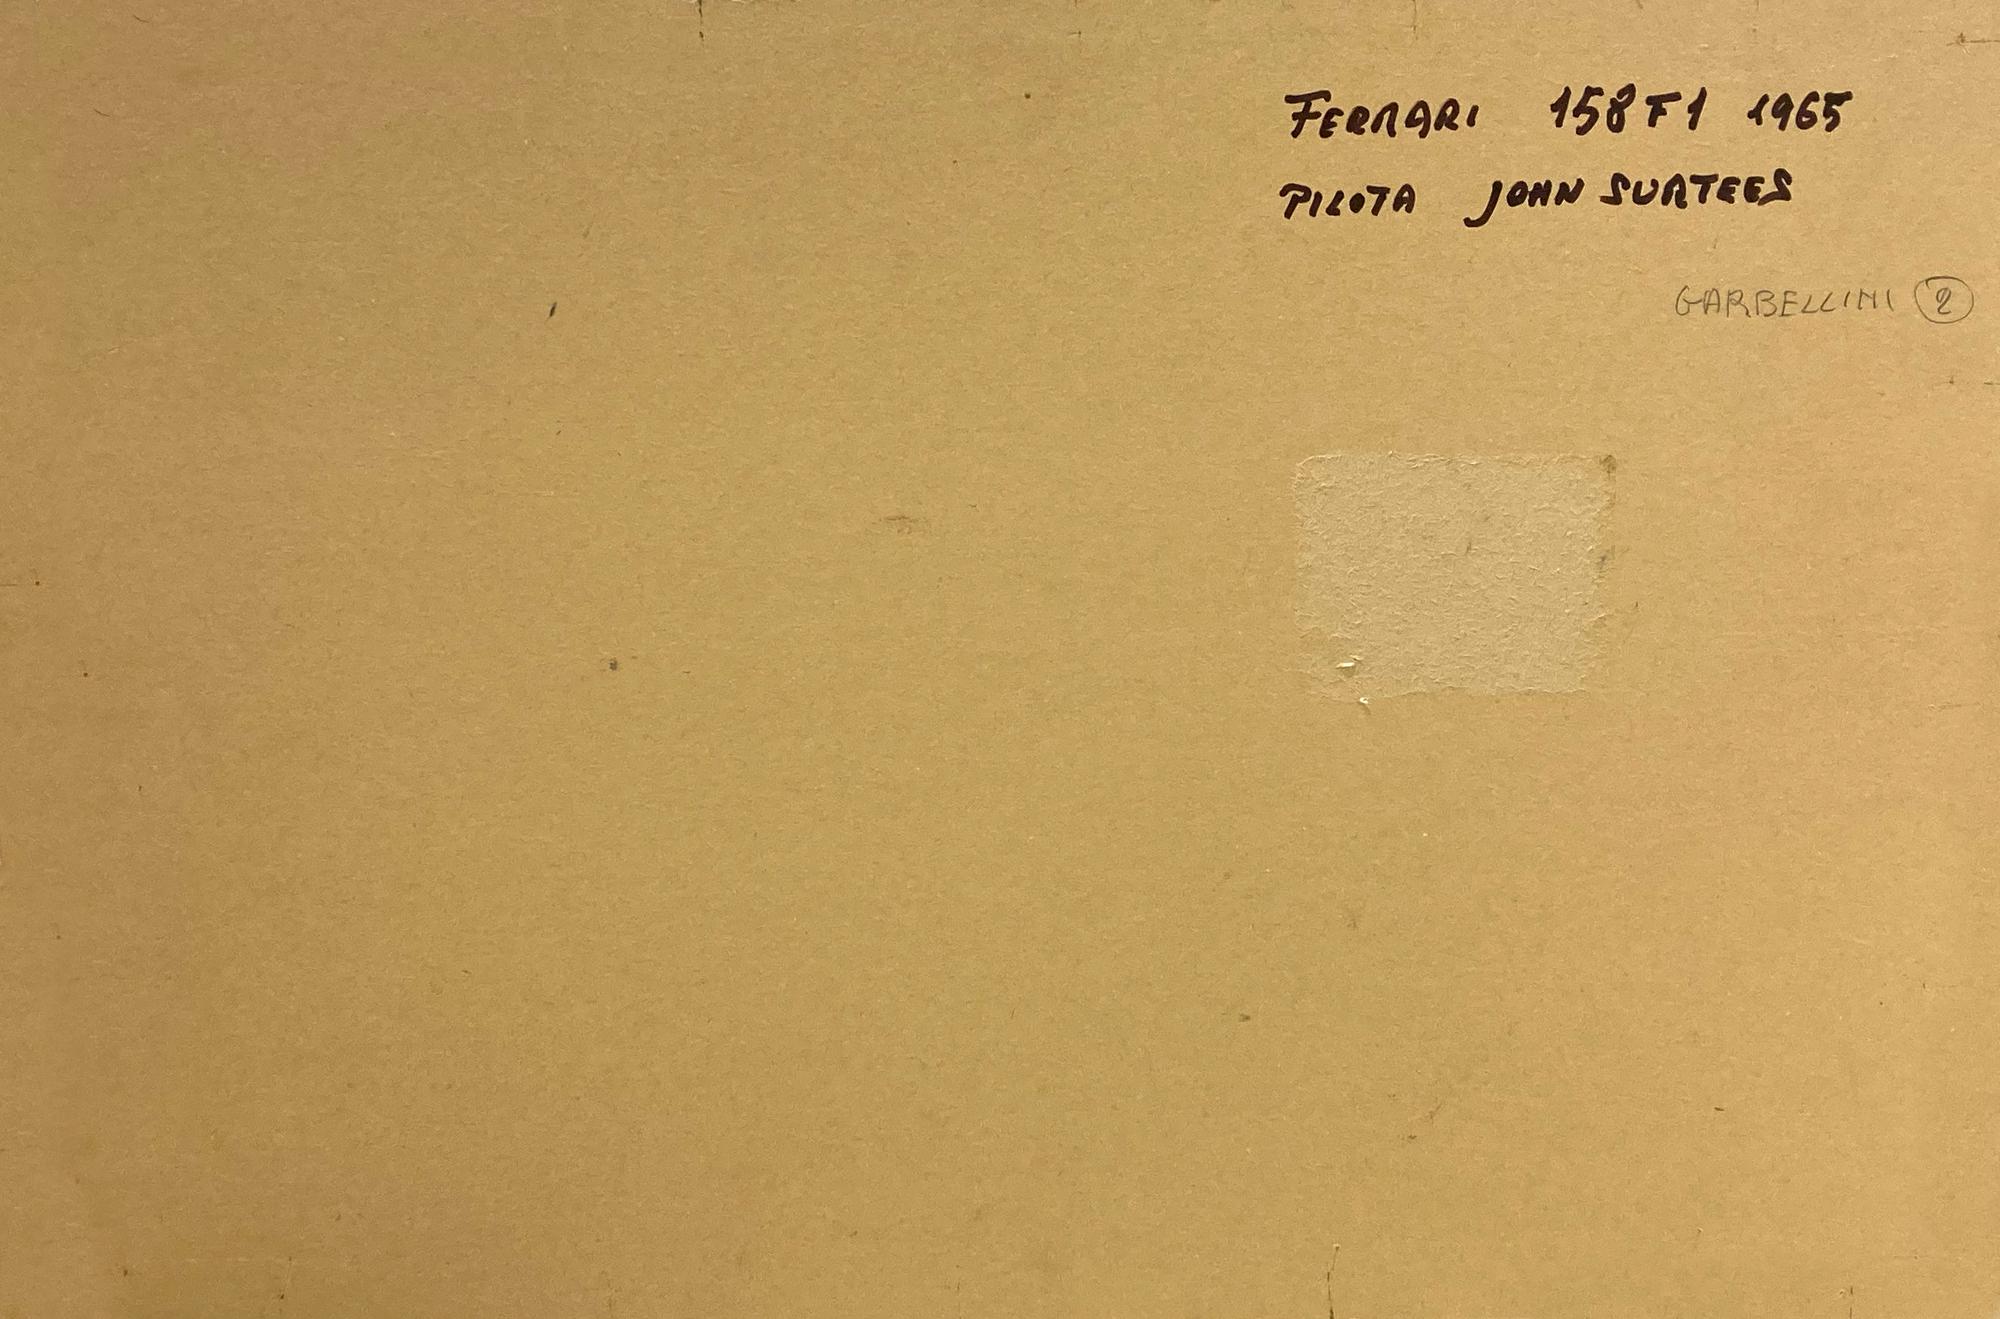 FERRARI 158 F1 1965
PILOTA JOHN SURTEES
GARBELLINI 2